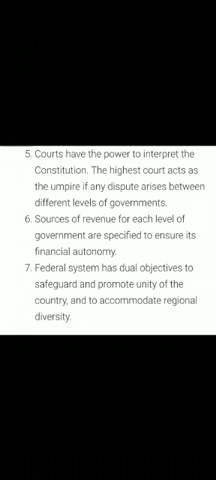 5. Courts have the power to interpret the
Constitution. The highest court acts as
the umpire if any dispute arises between
different levels of governments.
6. Sources of revenue for each level of
government are specified to ensure its
financial autonomy.
7. Federal system has dual objectives to
safeguard and promote unity of the
country, and to accommodate regional
diversity.